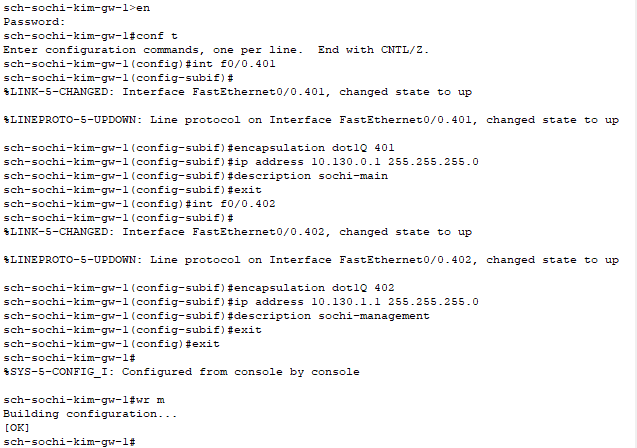 sch-sochi-kim-gw-1>en
Password:
sch-sochi-kim-gw-1#conf t
Enter configuration commands, one per line.  End with CNTL/Z.
sch-sochi-kim-gw-1(config)#int f0/0.401
sch-sochi-kim-gw-1(config-subif)#
%LINK-5-CHANGED: Interface FastEthernet0/0.401, changed state to up

%LINEPROTO-5-UPDOWN: Line protocol on Interface FastEthernet0/0.401, changed state to up

sch-sochi-kim-gw-1(config-subif)#encapsulation dot1Q 401
sch-sochi-kim-gw-1(config-subif)#ip address 10.130.0.1 255.255.255.0
sch-sochi-kim-gw-1(config-subif)#description sochi-main
sch-sochi-kim-gw-1(config-subif)#exit
sch-sochi-kim-gw-1(config)#int f0/0.402
sch-sochi-kim-gw-1(config-subif)#
%LINK-5-CHANGED: Interface FastEthernet0/0.402, changed state to up

%LINEPROTO-5-UPDOWN: Line protocol on Interface FastEthernet0/0.402, changed state to up

sch-sochi-kim-gw-1(config-subif)#encapsulation dot1Q 402
sch-sochi-kim-gw-1(config-subif)#ip address 10.130.1.1 255.255.255.0
sch-sochi-kim-gw-1(config-subif)#description sochi-management
sch-sochi-kim-gw-1(config-subif)#exit
sch-sochi-kim-gw-1(config)#exit
sch-sochi-kim-gw-1#
%SYS-5-CONFIG_I: Configured from console by console

sch-sochi-kim-gw-1#wr m
Building configuration...
[OK]
sch-sochi-kim-gw-1#